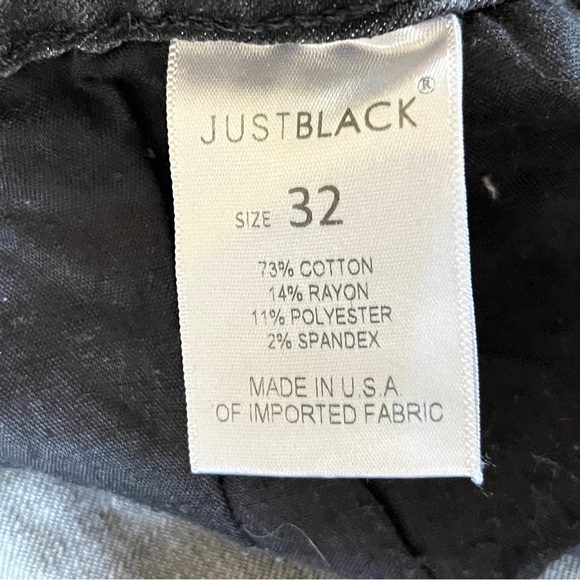 JUSTBLACK®
SIZE 32
73% COTTON
14% RAYON
11% POLYESTER
2% SPANDEX
MADE IN U.S.A.
OF IMPORTED FABRIC